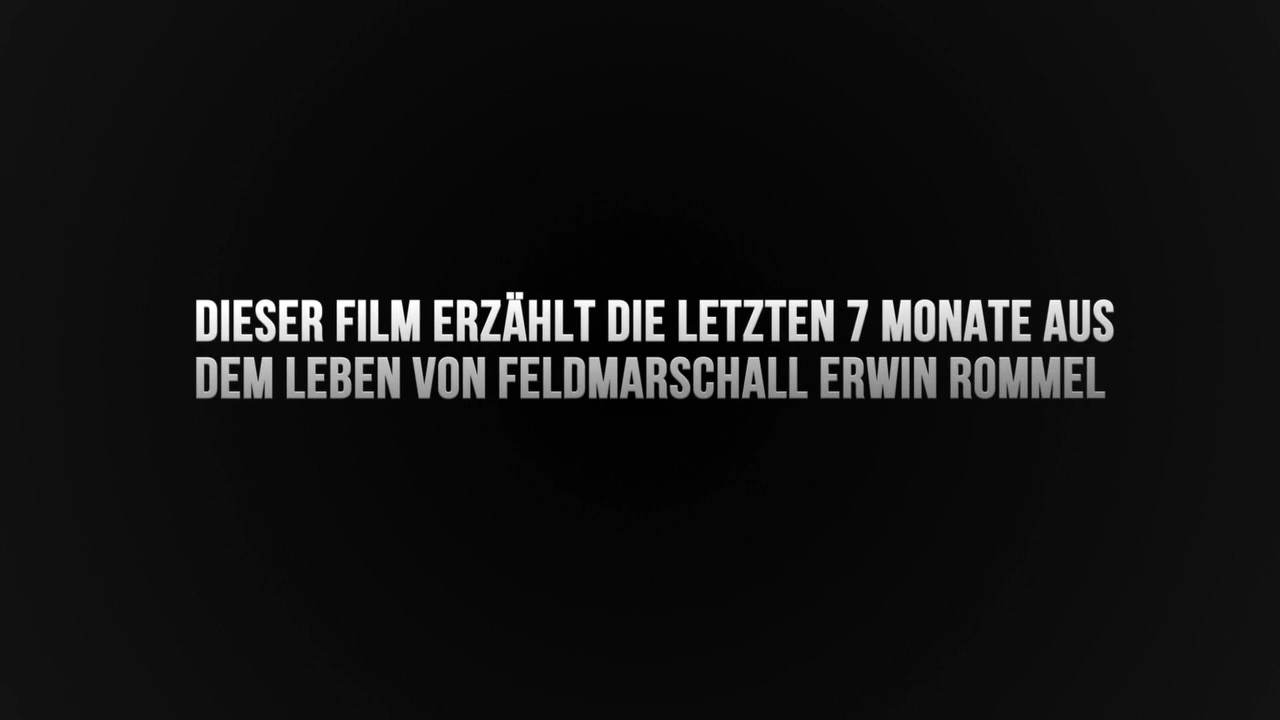 DIESER FILM ERZÄHLT DIE LETZTEN 7 MONATE AUS
DEM LEBEN VON FELDMARSCHALL ERWIN ROMMEL